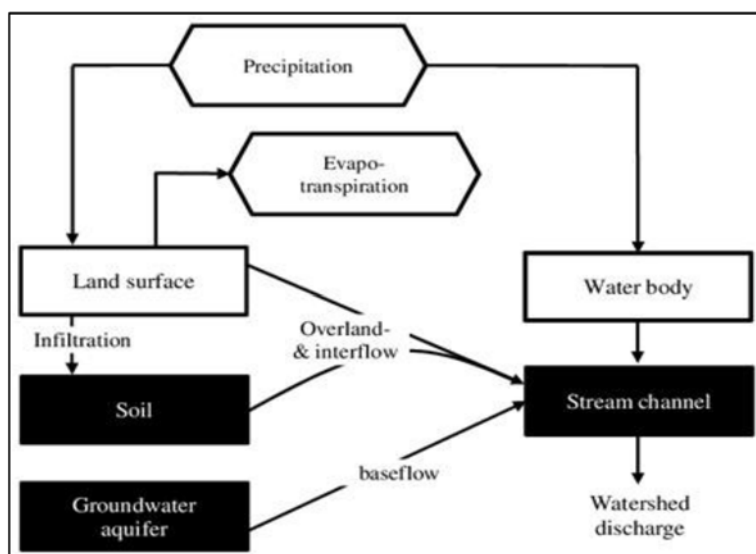 Precipitation
Evapo-
transpiration
Land surface
Water body
Infiltration
Overland-
& interflow
Soil
Stream channel
baseflow
Groundwater
aquifer
Watershed
discharge